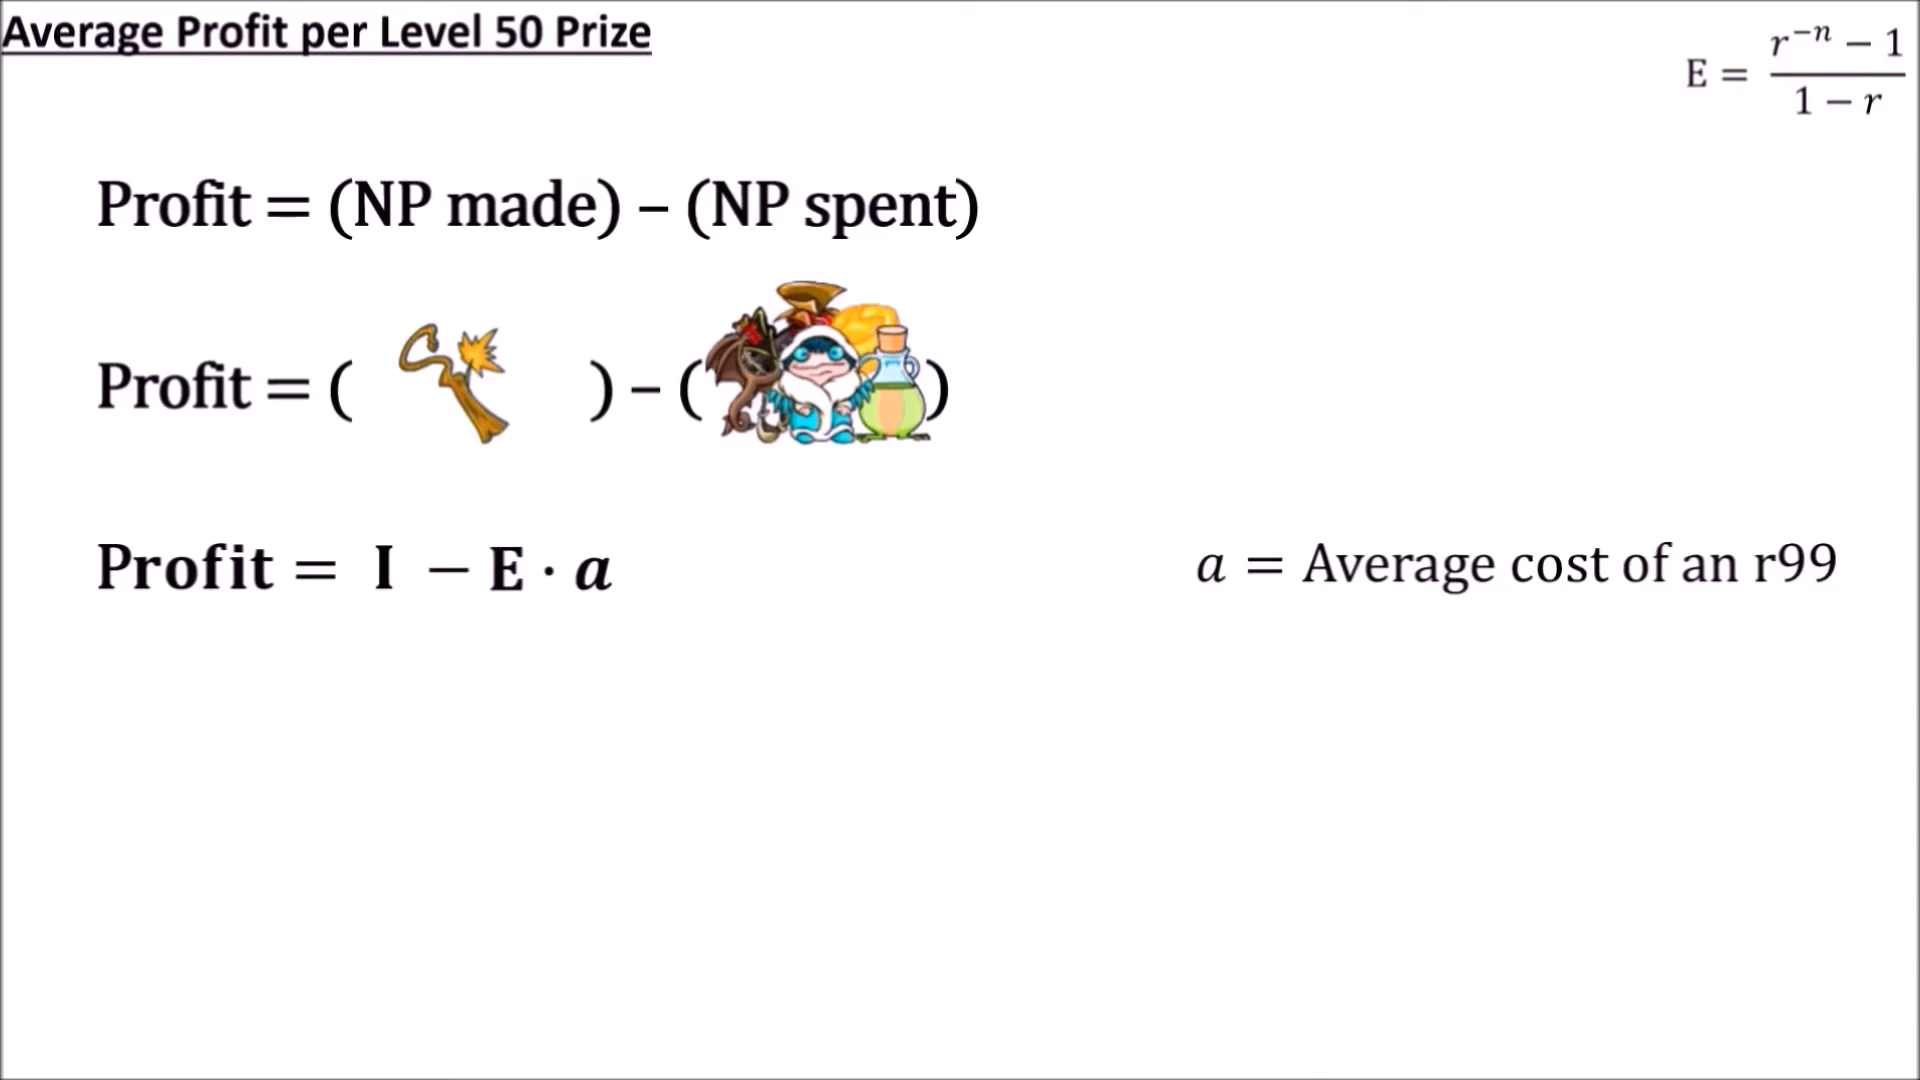 Average Profit per Level 50 Prize
E = (r⁻ⁿ − 1) / (1 − r)
Profit = (NP made) – (NP spent)
Profit = ( ) – ( )
Profit = I − E · a
a = Average cost of an r99